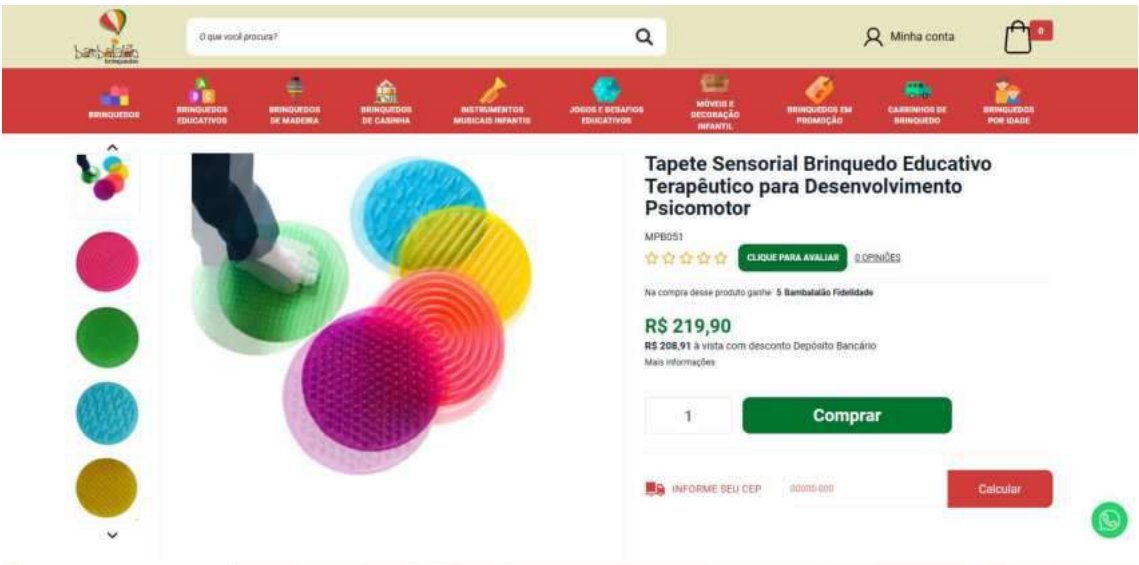 bambalalão
brinquedos
O que você procura?
Minha conta
0
BRINQUEDOS
BRINQUEDOS
EDUCATIVOS
BRINQUEDOS
DE MADEIRA
BRINQUEDOS
DE CASINHA
INSTRUMENTOS
MUSICAIS INFANTIS
JOGOS E DESAFIOS
EDUCATIVOS
MÓVEIS E
DECORAÇÃO
INFANTIL
BRINQUEDOS EM
PROMOÇÃO
CARRINHOS DE
BRINQUEDO
BRINQUEDOS
POR IDADE
Tapete Sensorial Brinquedo Educativo
Terapêutico para Desenvolvimento
Psicomotor
MPB051
CLIQUE PARA AVALIAR 0 OPINIÕES
Na compra desse produto ganhe 5 Bambalalão Fidelidade
R$ 219,90
R$ 208,91 à vista com desconto Depósito Bancário
Mais informações
1 Comprar
INFORME SEU CEP 00000-000 Calcular